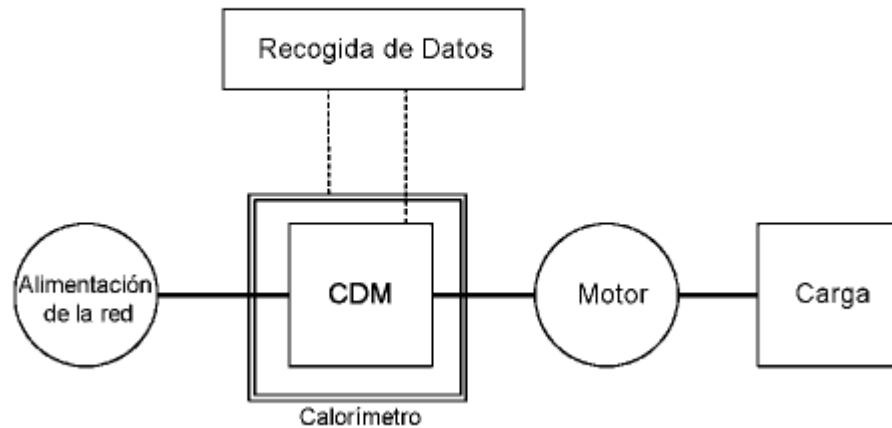 Recogida de Datos
Alimentación
de la red
CDM
Motor
Carga
Calorímetro